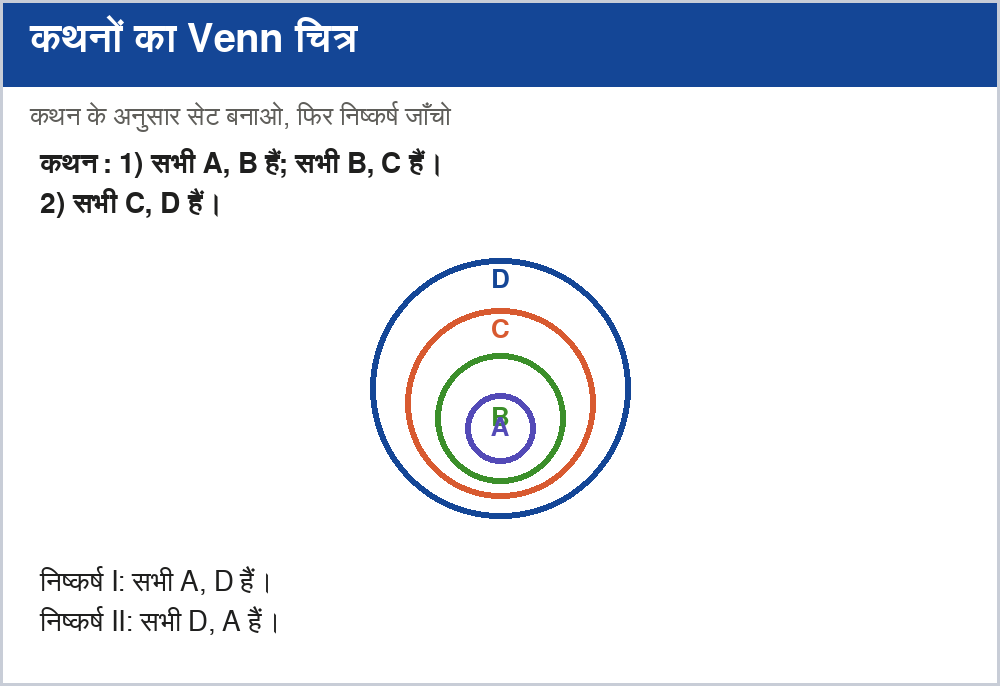 कथनों का Venn चित्र
कथन के अनुसार सेट बनाओ, फिर निष्कर्ष जाँचो
कथन : 1) सभी A, B हैं; सभी B, C हैं।
2) सभी C, D हैं।
D
C
B
A
निष्कर्ष I: सभी A, D हैं।
निष्कर्ष II: सभी D, A हैं।